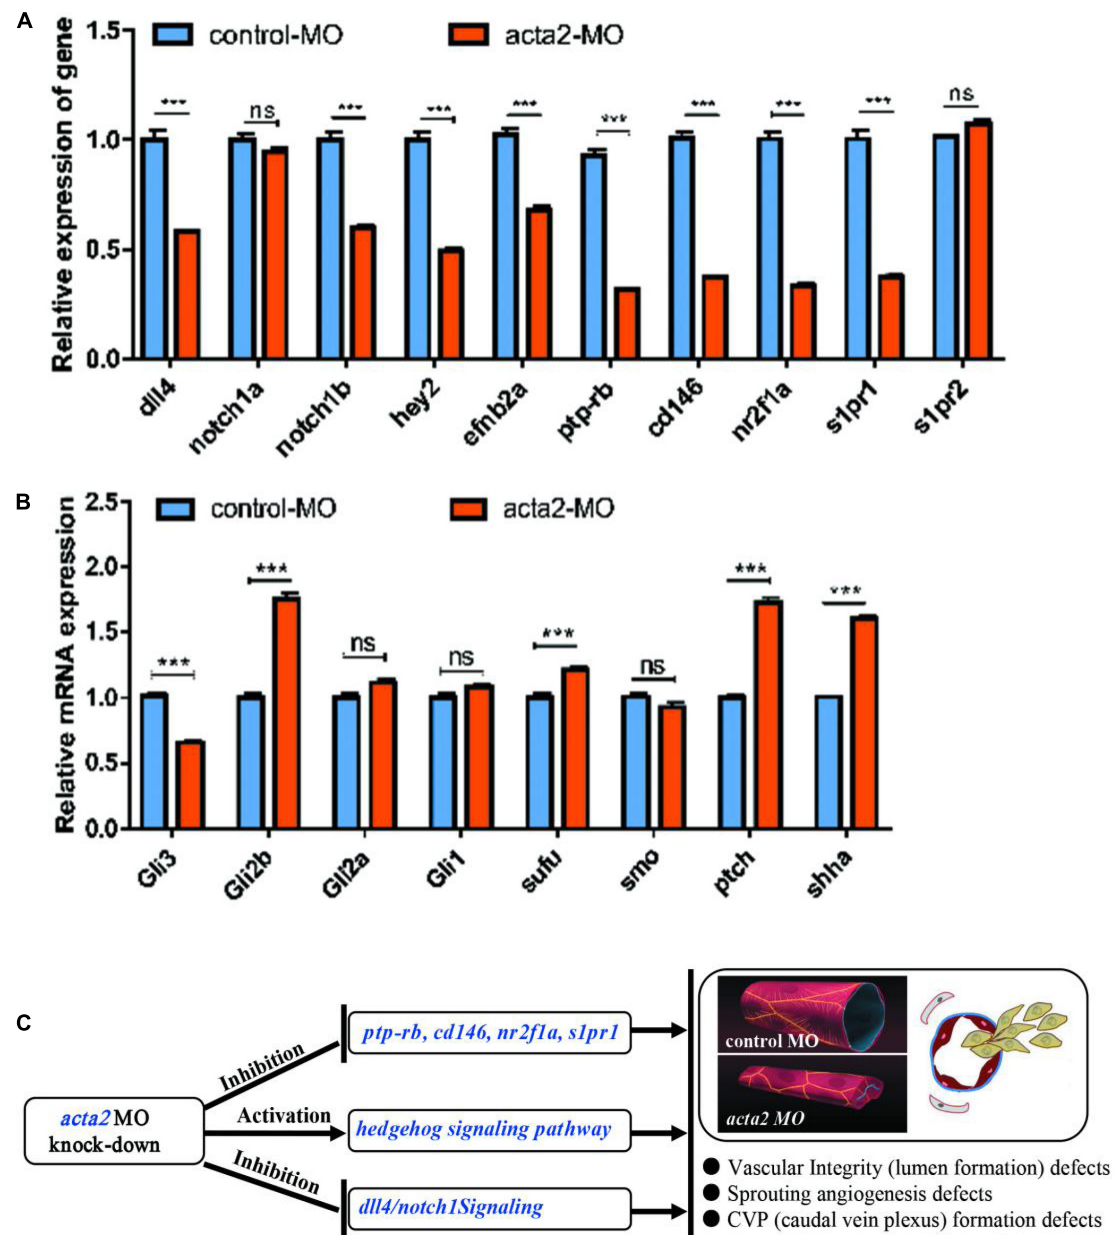 A
Relative expression of gene
1.5
1.0
0.5
0.0
control-MO
acta2-MO
***
ns
***
***
***
***
***
***
***
ns
dll4
notch1a
notch1b
hey2
efnb2a
ptp-rb
cd146
nr2f1a
s1pr1
s1pr2
B
Relative mRNA expression
2.5
2.0
1.5
1.0
0.5
0.0
control-MO
acta2-MO
***
***
ns
ns
***
ns
***
***
Gli3
Gli2b
Gli2a
Gli1
sufu
smo
ptch
shha
C
acta2 MO
knock-down
Inhibition
Activation
Inhibition
ptp-rb, cd146, nr2f1a, s1pr1
hedgehog signaling pathway
dll4/notch1Signaling
control MO
acta2 MO
● Vascular Integrity (lumen formation) defects
● Sprouting angiogenesis defects
● CVP (caudal vein plexus) formation defects